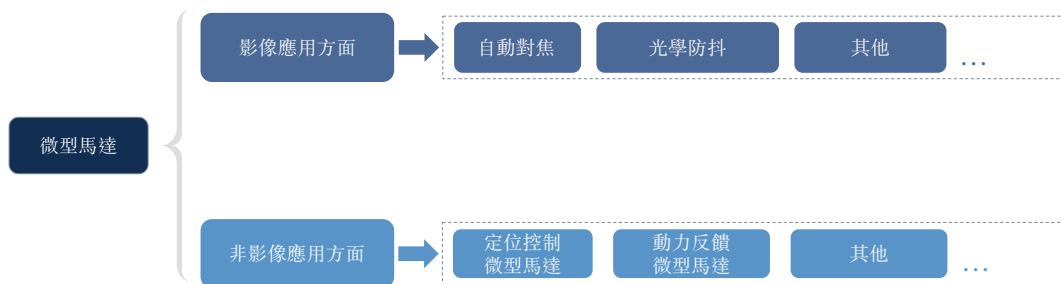 影像應用方面
自動對焦
光學防抖
其他
...
微型馬達
非影像應用方面
定位控制
微型馬達
動力反饋
微型馬達
其他
...